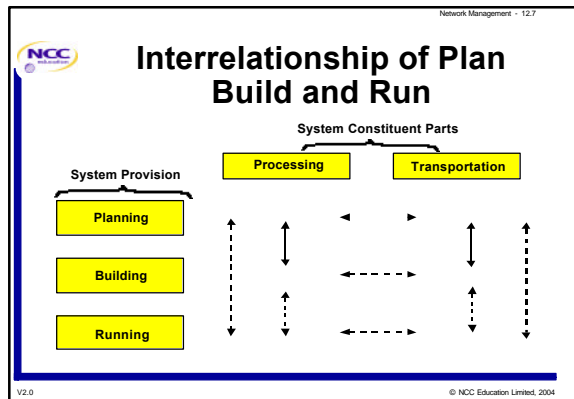 Network Management - 12.7
NCC
education
Interrelationship of Plan
Build and Run
System Constituent Parts
Processing
Transportation
System Provision
Planning
Building
Running
V2.0
© NCC Education Limited, 2004